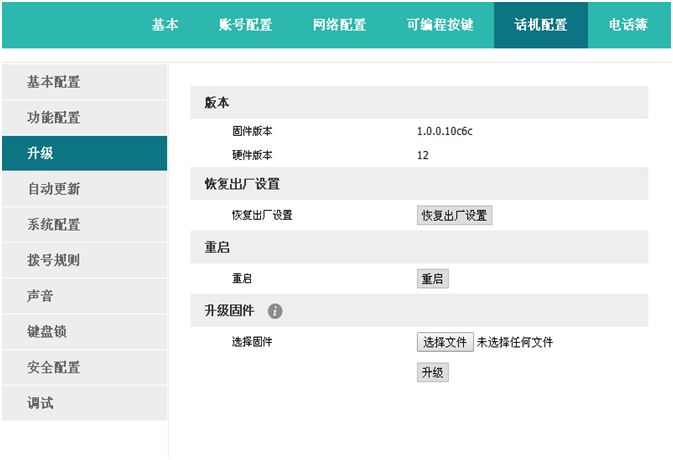 基本 账号配置 网络配置 可编程按键 话机配置 电话簿
基本配置
功能配置
升级
自动更新
系统配置
拨号规则
声音
键盘锁
安全配置
调试
版本
固件版本 1.0.0.10c6c
硬件版本 12
恢复出厂设置
恢复出厂设置 恢复出厂设置
重启
重启 重启
升级固件 i
选择固件 选择文件 未选择任何文件
升级